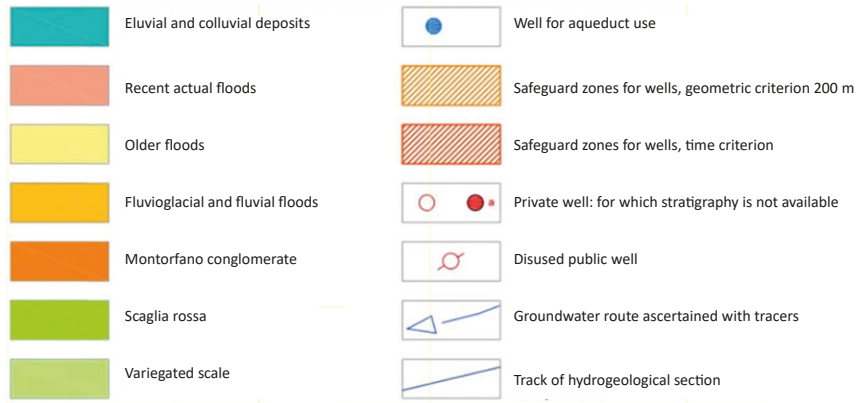 Eluvial and colluvial deposits
Recent actual floods
Older floods
Fluvioglacial and fluvial floods
Montorfano conglomerate
Scaglia rossa
Variegated scale
Well for aqueduct use
Safeguard zones for wells, geometric criterion 200 m
Safeguard zones for wells, time criterion
a
Private well: for which stratigraphy is not available
Disused public well
Groundwater route ascertained with tracers
Track of hydrogeological section